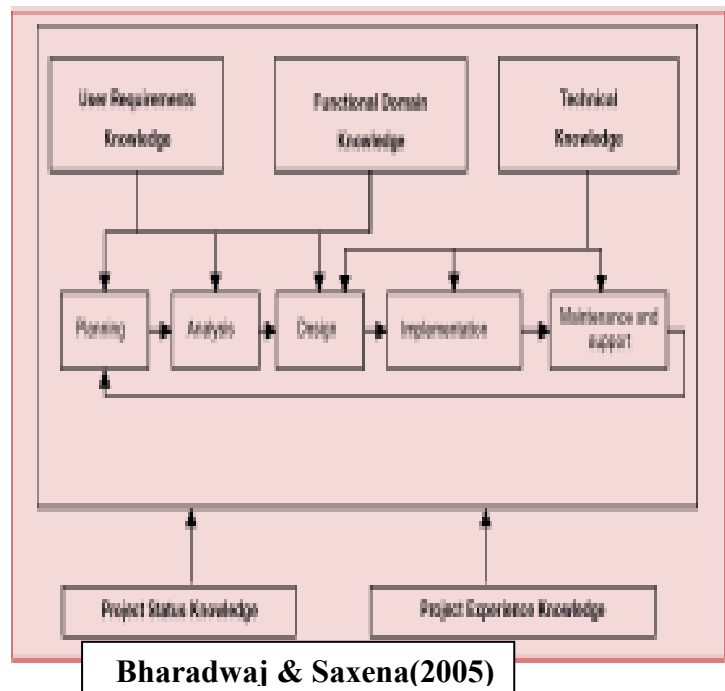 User Requirements
Knowledge
Functional Domain
Knowledge
Technical
Knowledge
Planning
Analysis
Design
Implementation
Maintenance and
support
Project Status Knowledge
Project Experience Knowledge
Bharadwaj & Saxena(2005)